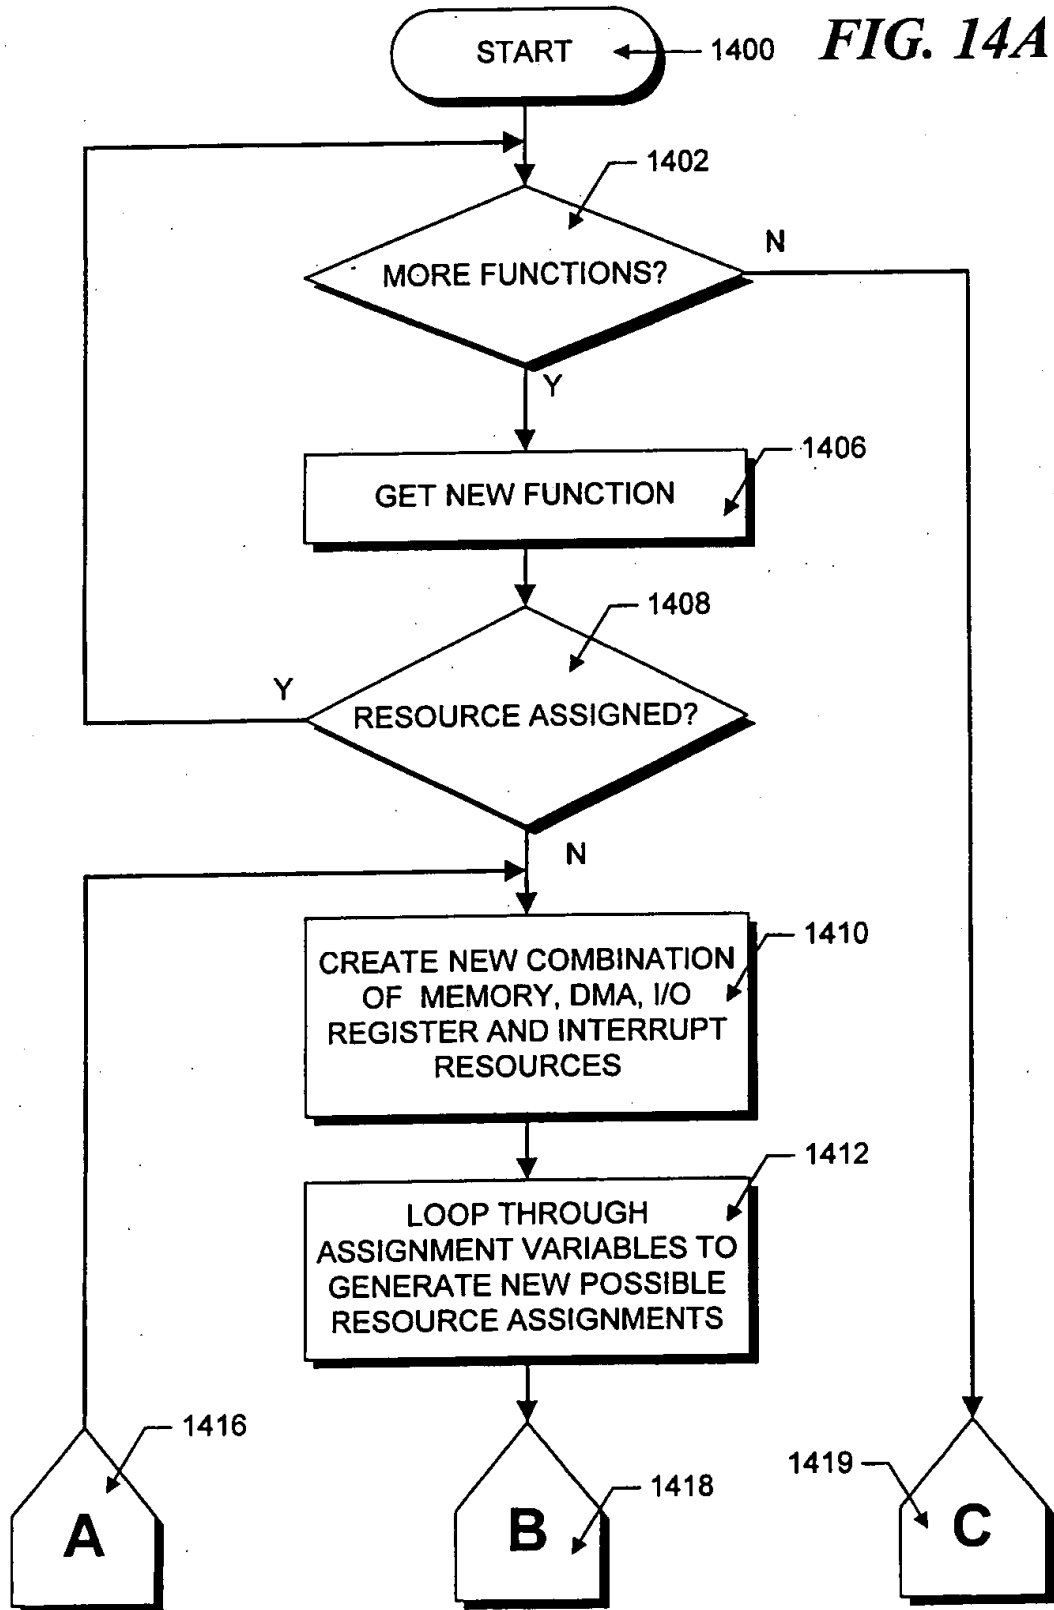 START
1400
FIG. 14A
1402
N
MORE FUNCTIONS?
Y
1406
GET NEW FUNCTION
1408
Y
RESOURCE ASSIGNED?
N
1410
CREATE NEW COMBINATION
OF MEMORY, DMA, I/O
REGISTER AND INTERRUPT
RESOURCES
1412
LOOP THROUGH
ASSIGNMENT VARIABLES TO
GENERATE NEW POSSIBLE
RESOURCE ASSIGNMENTS
1416
A
1418
B
1419
C